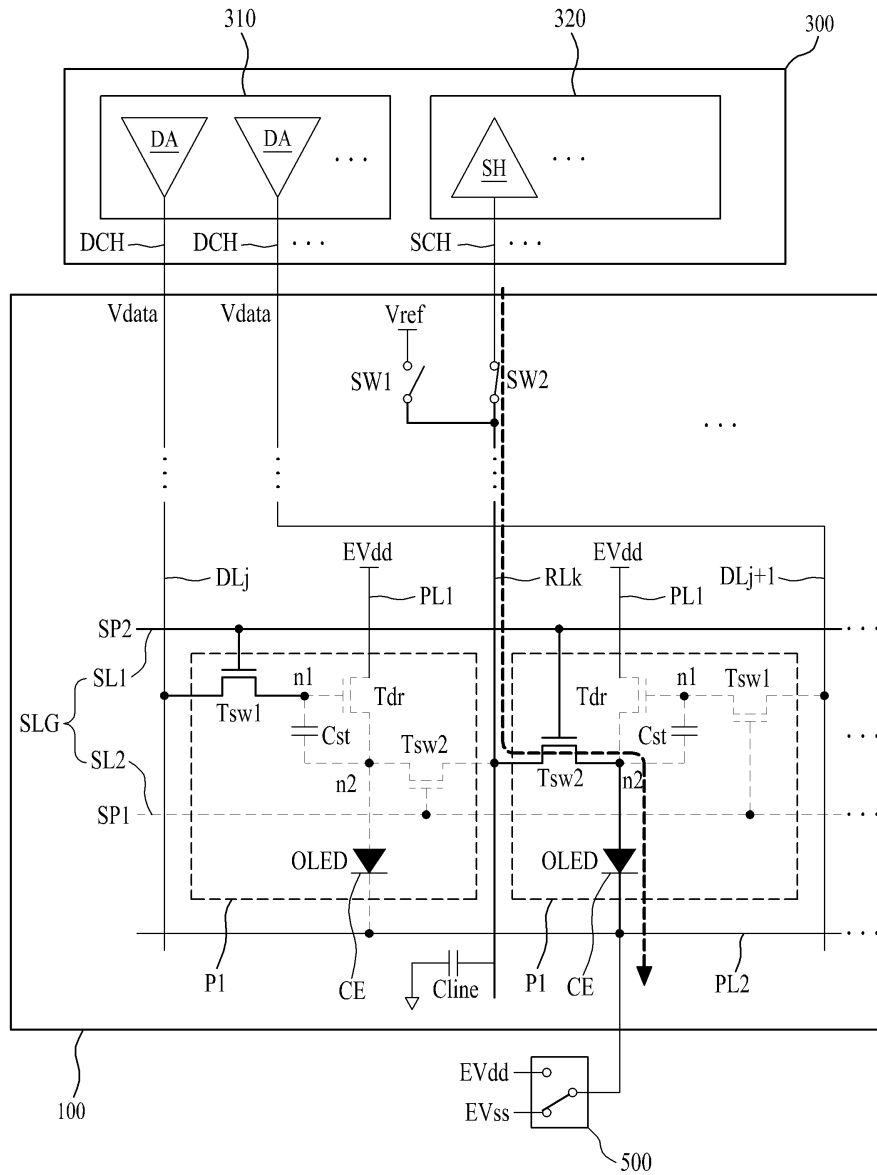 310 320 300
DA DA · · · SH · · ·
DCH DCH · · · SCH · · ·
Vdata Vdata Vref
SW1 SW2
· · ·
EVdd EVdd
DLj PL1 RLk PL1 DLj+1
SP2
SL1 n1 n1 Tsw1
Tsw1 Tdr Tdr
SLG Cst Cst
SL2 Tsw2 Tsw2
n2 n2
SP1
OLED OLED
P1 CE Cline P1 CE PL2
EVdd
100 EVss
500